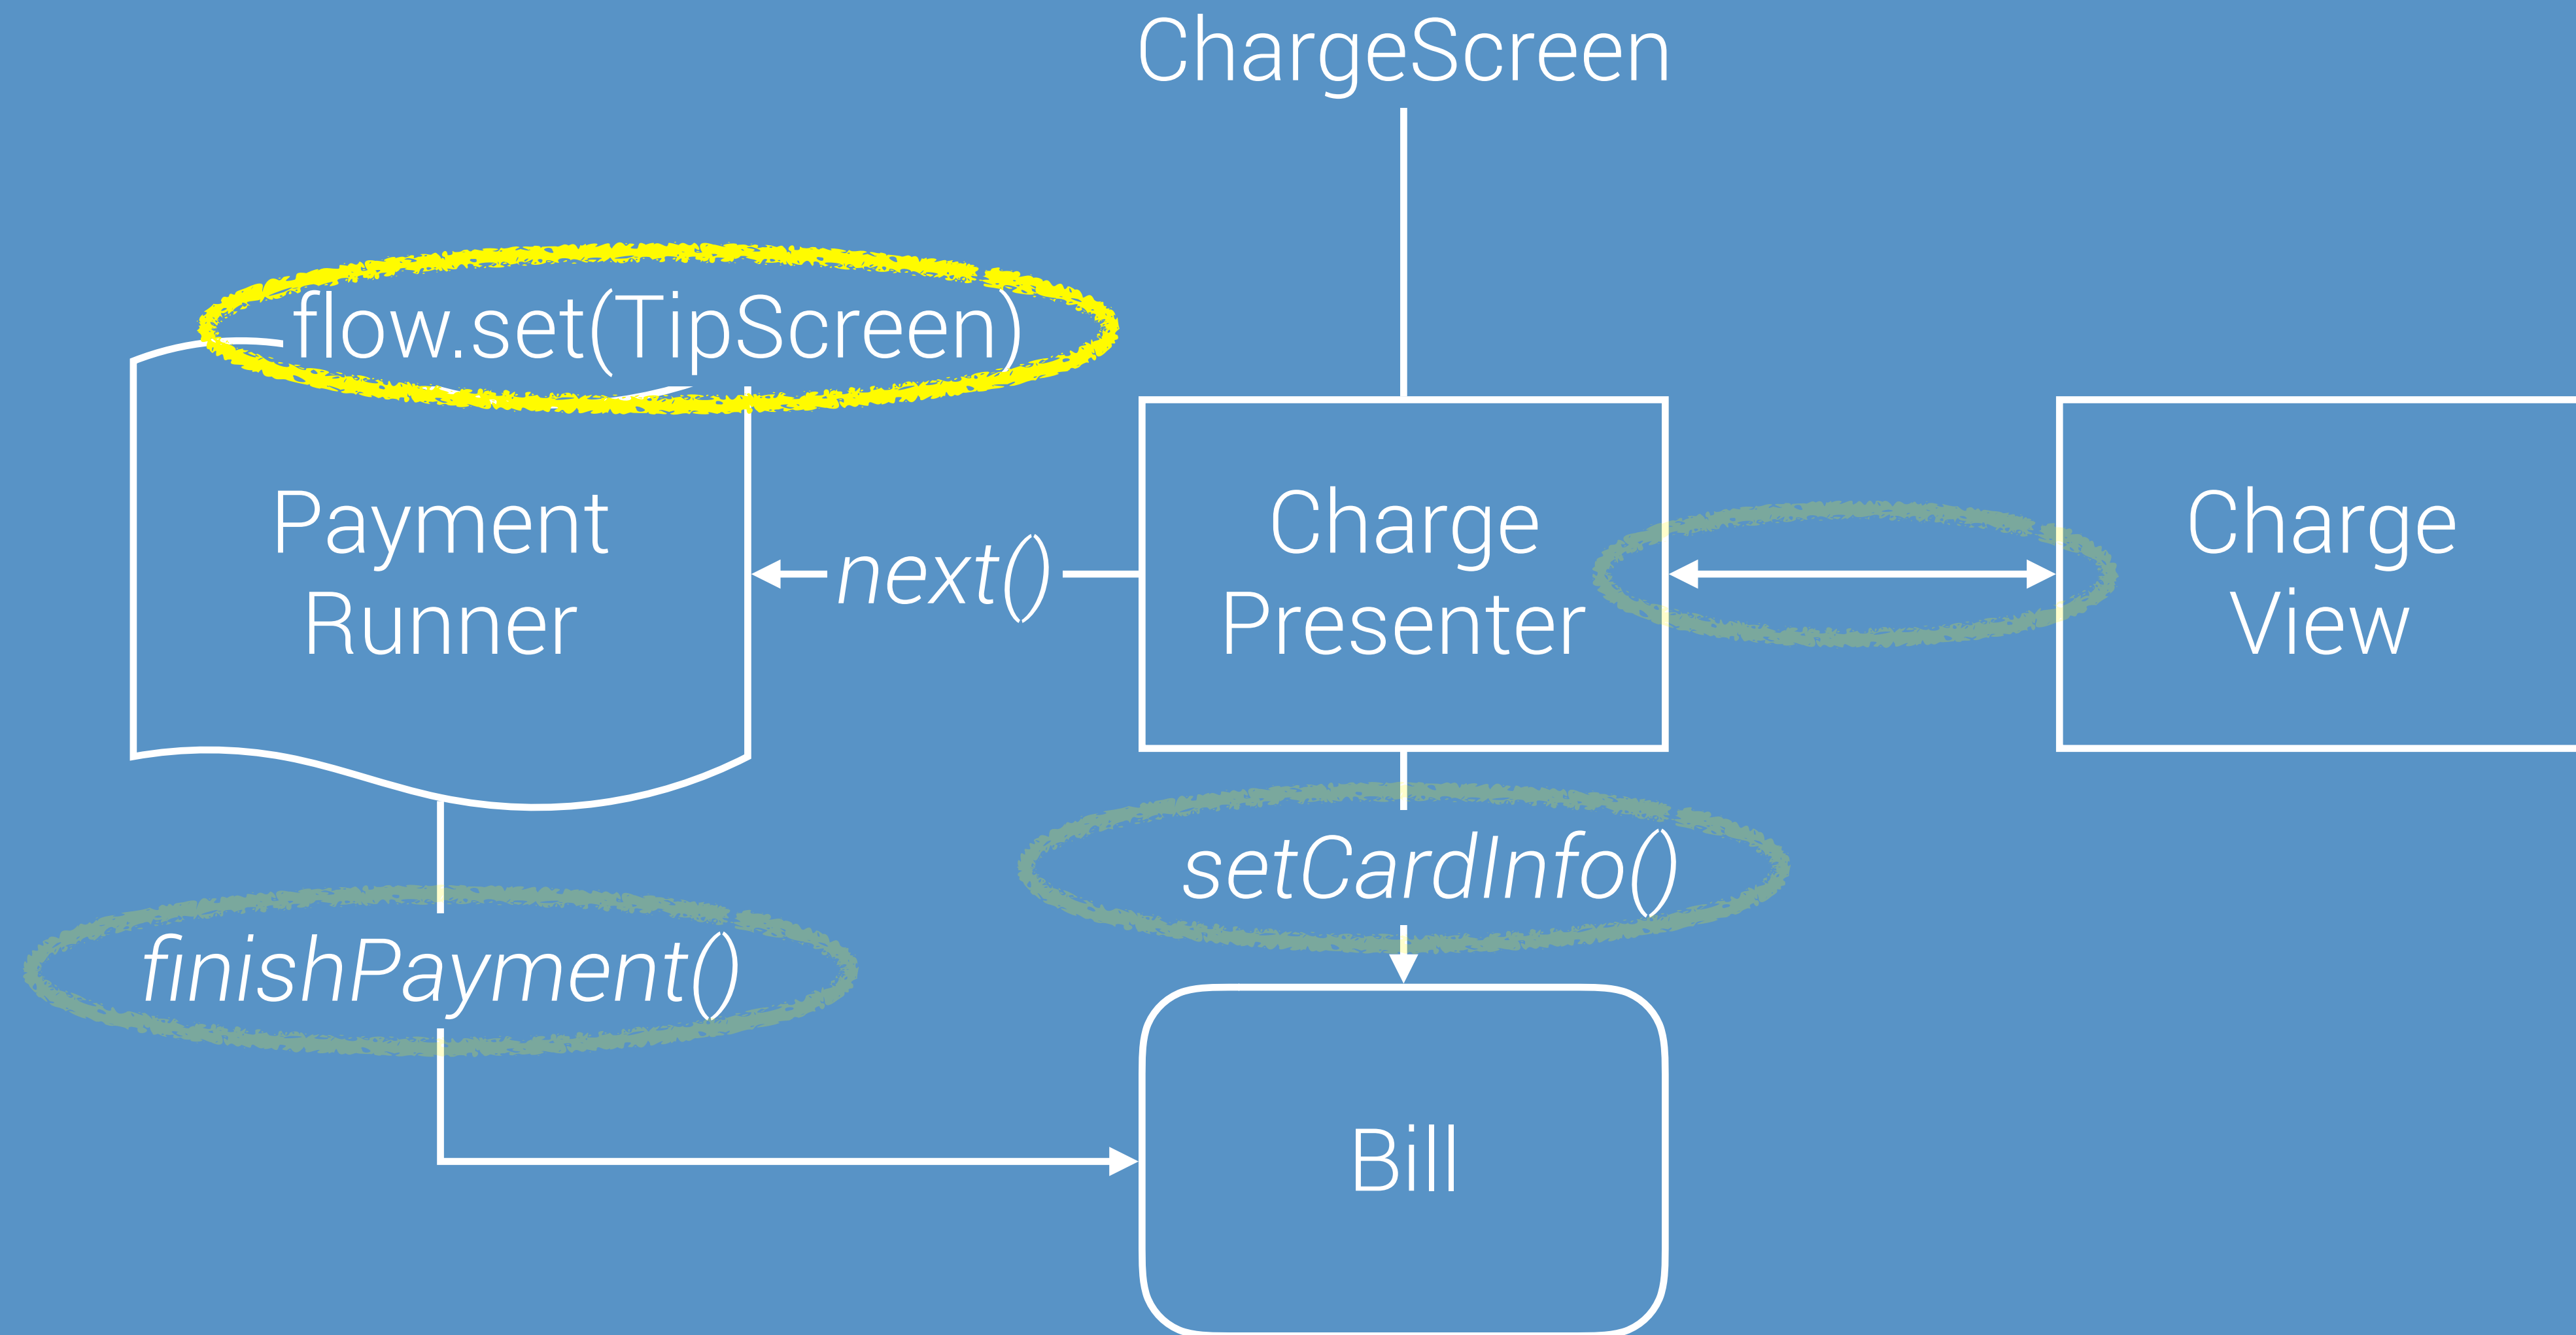 ChargeScreen
flow.set(TipScreen)
Payment
Runner
next()
Charge
Presenter
Charge
View
setCardInfo()
finishPayment()
Bill